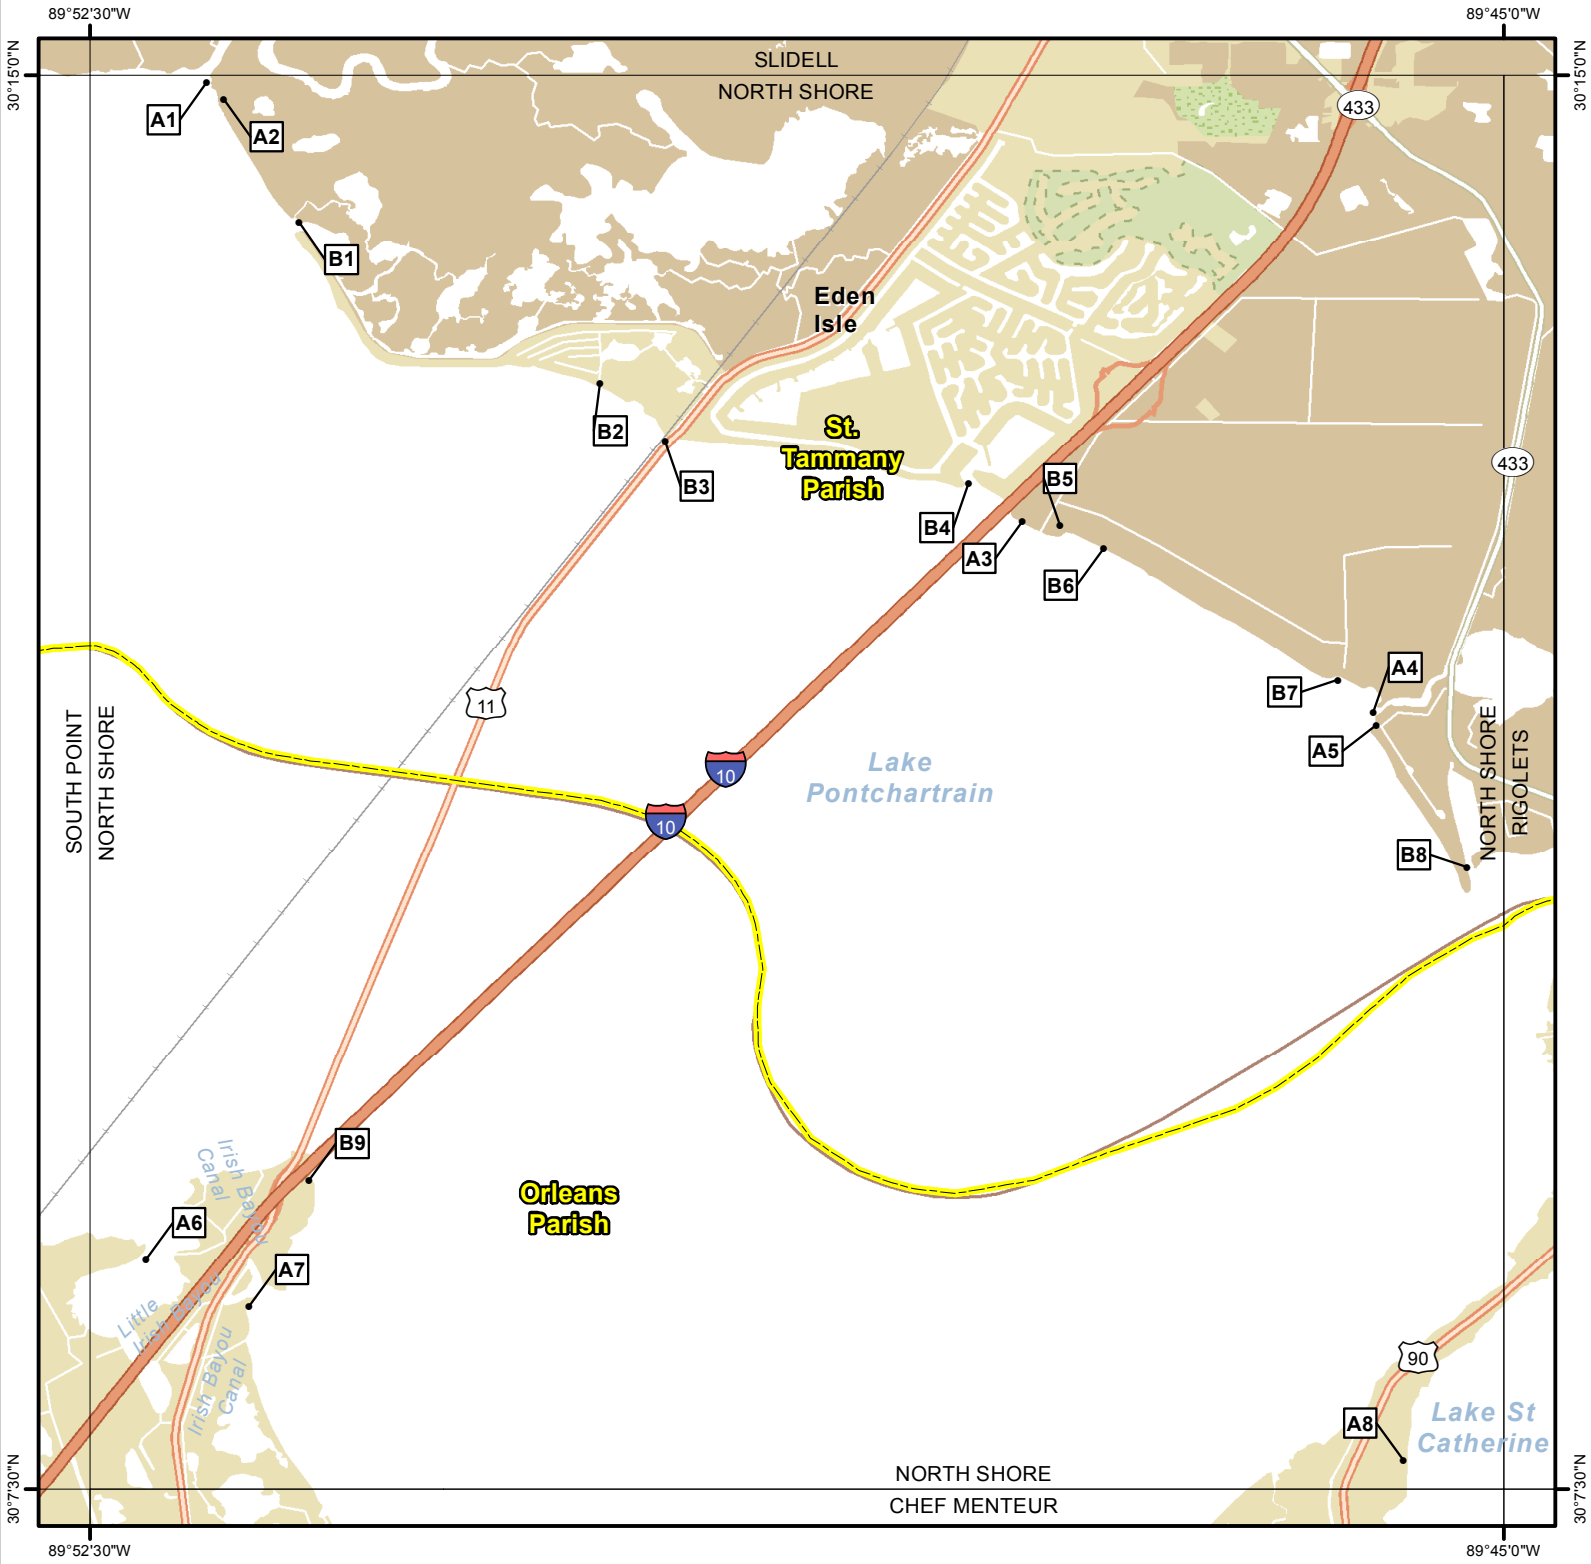 89°52'30"W
89°45'0"W
30°15'0"N
30°15'0"N
SLIDELL
NORTH SHORE
433
A1
A2
B1
Eden
Isle
B2
St.
Tammany
Parish
B3
433
B5
B4
A3
B6
A4
B7
11
A5
SOUTH POINT
NORTH SHORE
NORTH SHORE
RIGOLETS
10
Lake
Pontchartrain
10
B8
B9
Irish Bayou
Canal
Orleans
Parish
A6
A7
Little
Irish Bayou
Irish Bayou
Canal
90
A8
Lake St
Catherine
NORTH SHORE
CHEF MENTEUR
30°7'30"N
30°7'30"N
89°52'30"W
89°45'0"W